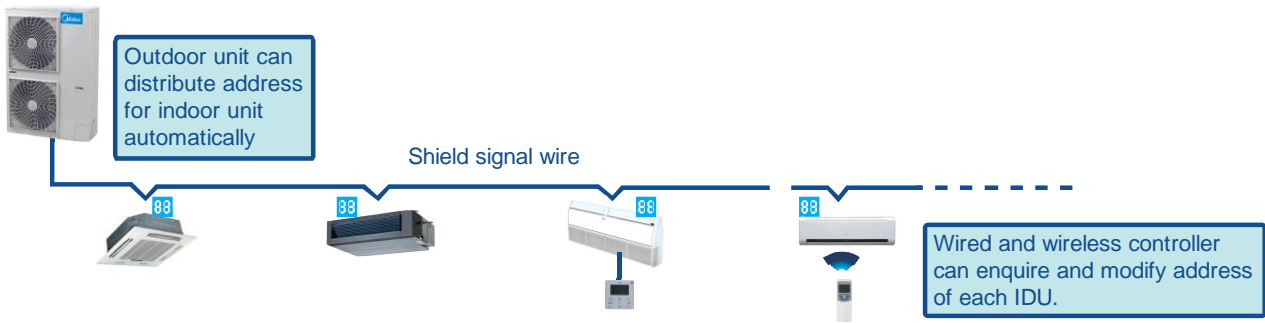 Midea
Outdoor unit can
distribute address
for indoor unit
automatically
Shield signal wire
88
88
88
88
Wired and wireless controller
can enquire and modify address
of each IDU.